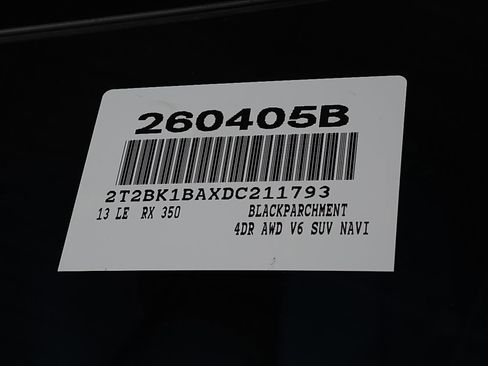 260405B
2T2BK1BAXDC211793
13 LE RX 350 BLACKPARCHMENT
4DR AWD V6 SUV NAVI